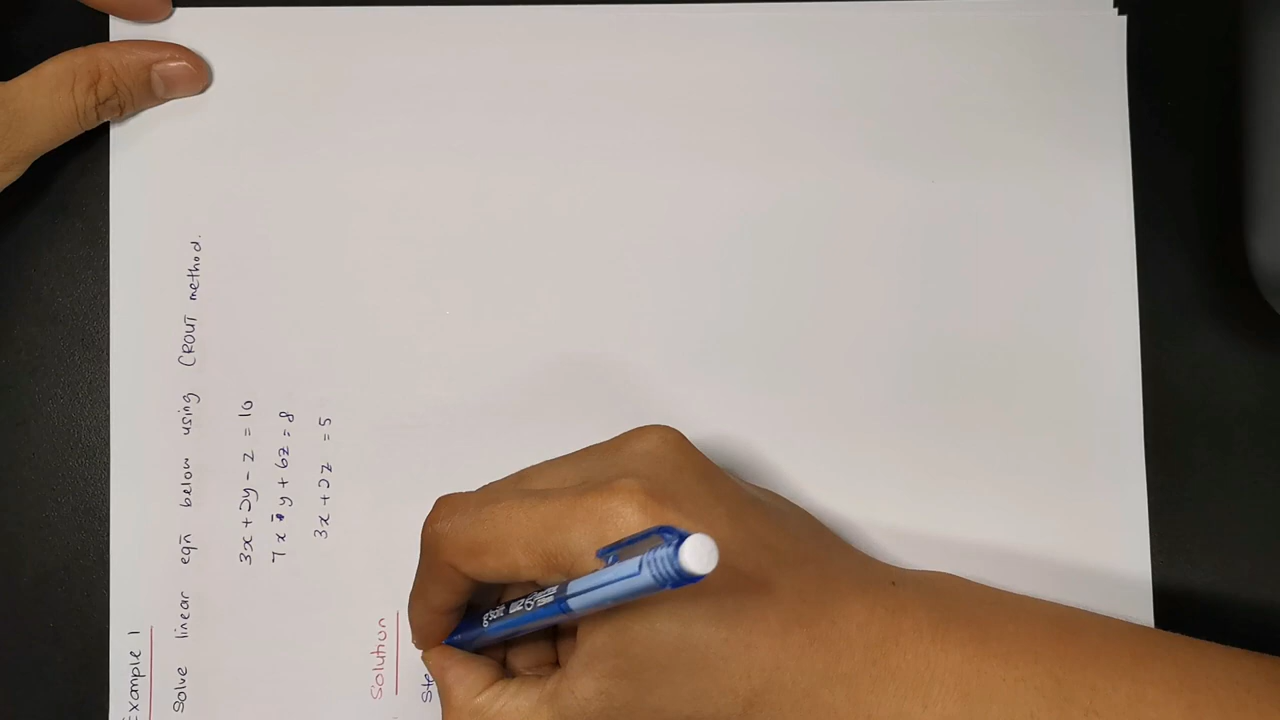 Example 1
Solve linear eqn̄ below using CROUT method.
3x + 2y - z = 10
7x - y + 6z = 8
3x + 2z = 5
Solution
Ste